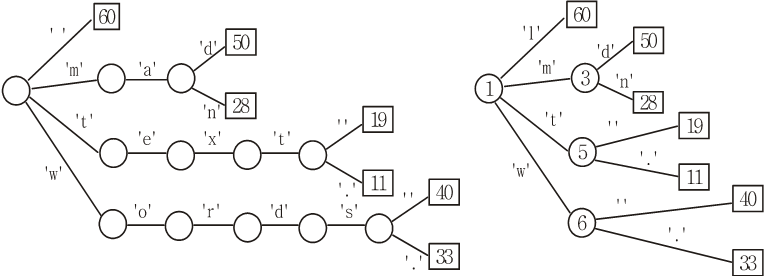 ' ' 60
'm' 'a' 'd' 50
'n' 28
't' 'e' 'x' 't' '' 19
'.' 11
'w' 'o' 'r' 'd' 's' '' 40
'.' 33
'l' 60
1 'm' 3 'd' 50
'n' 28
't' 5 '' 19
'.' 11
'w' 6 '' 40
'.' 33